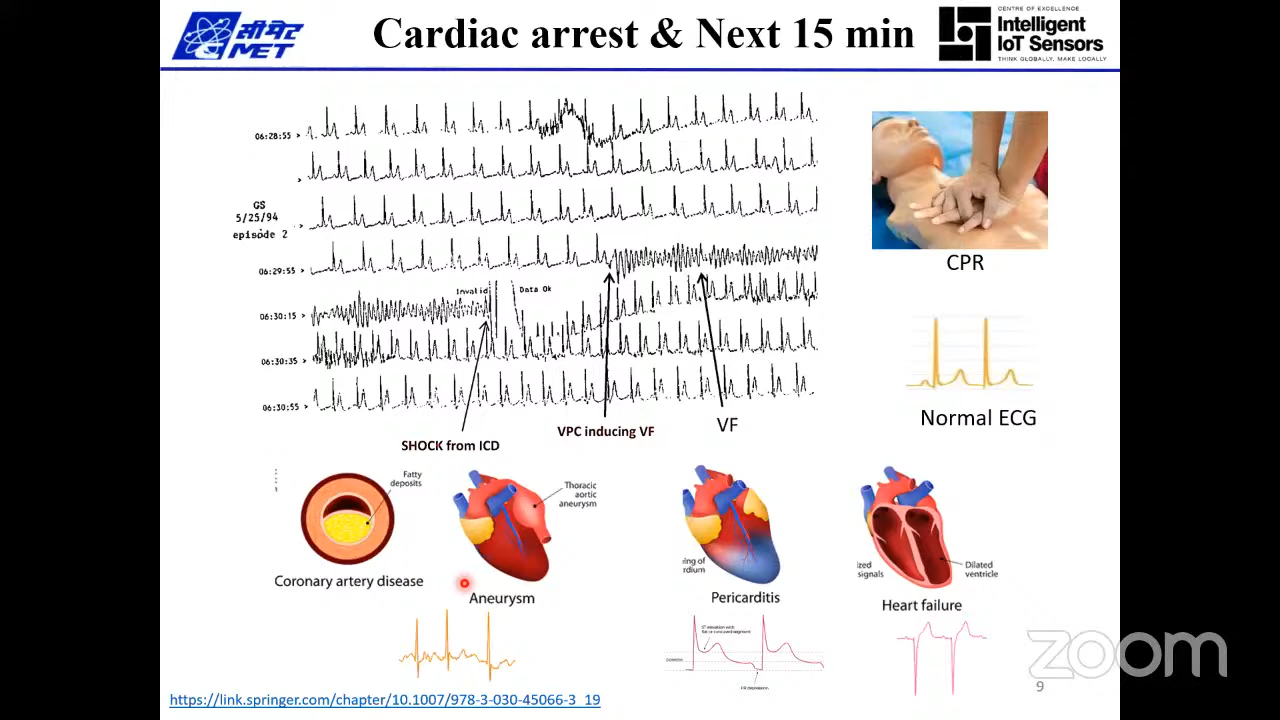 सीमेट
C-MET
Cardiac arrest & Next 15 min
CENTRE OF EXCELLENCE
Intelligent
IoT Sensors
THINK GLOBALLY, MAKE LOCALLY
06:28:55 >
>
GS
5/25/94
episode 2
>
06:29:55 >
Invalid
Data Ok
06:30:15 >
06:30:35 >
06:30:55 >
SHOCK from ICD
VPC inducing VF
VF
CPR
Normal ECG
Fatty
deposits
Coronary artery disease
Thoracic
aortic
aneurysm
Aneurysm
ing of
rdium
Pericarditis
ized
signals
Dilated
ventricle
Heart failure
https://link.springer.com/chapter/10.1007/978-3-030-45066-3_19
zoom
9